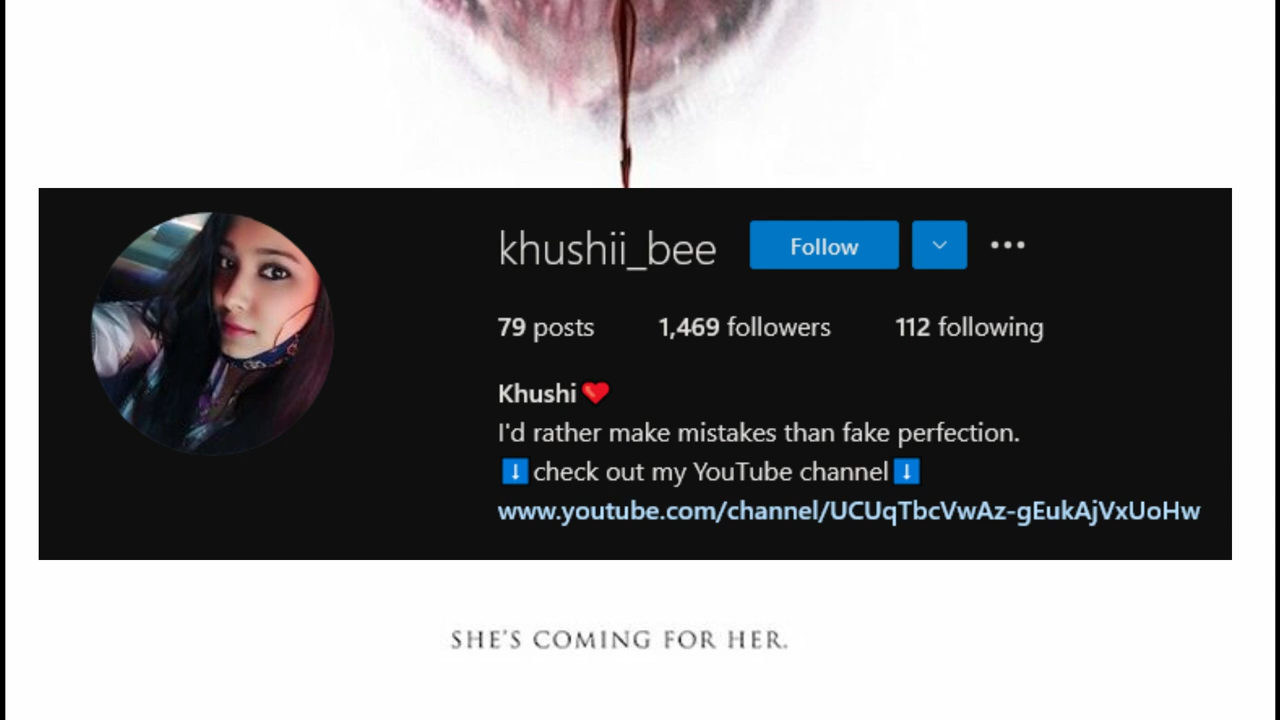 khushii_bee Follow
79 posts 1,469 followers 112 following
Khushi❤️
I'd rather make mistakes than fake perfection.
⬇️check out my YouTube channel⬇️
www.youtube.com/channel/UCUqTbcVwAz-gEukAjVxUoHw
SHE'S COMING FOR HER.